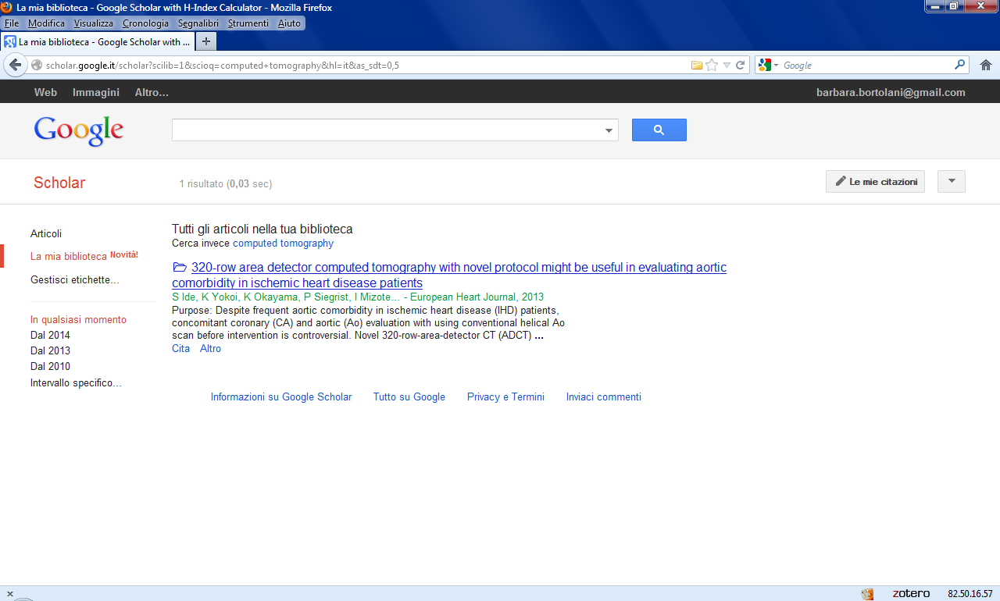 La mia biblioteca - Google Scholar with H-Index Calculator - Mozilla Firefox
File Modifica Visualizza Cronologia Segnalibri Strumenti Aiuto
La mia biblioteca - Google Scholar with ... +
scholar.google.it/scholar?scilib=1&scioq=computed+tomography&hl=it&as_sdt=0,5 Google
Web Immagini Altro... barbara.bortolani@gmail.com
Google
Scholar 1 risultato (0,03 sec) Le mie citazioni
Articoli
La mia biblioteca Novità!
Gestisci etichette...
In qualsiasi momento
Dal 2014
Dal 2013
Dal 2010
Intervallo specifico...
Tutti gli articoli nella tua biblioteca
Cerca invece computed tomography
320-row area detector computed tomography with novel protocol might be useful in evaluating aortic
comorbidity in ischemic heart disease patients
S Ide, K Yokoi, K Okayama, P Siegrist, I Mizote... - European Heart Journal, 2013
Purpose: Despite frequent aortic comorbidity in ischemic heart disease (IHD) patients,
concomitant coronary (CA) and aortic (Ao) evaluation with using conventional helical Ao
scan before intervention is controversial. Novel 320-row-area-detector CT (ADCT) ...
Cita Altro
Informazioni su Google Scholar Tutto su Google Privacy e Termini Inviaci commenti
x zotero 82.50.16.57